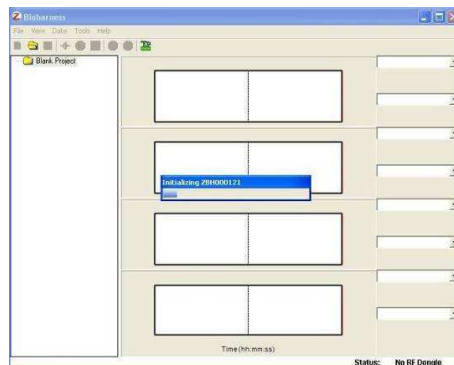 Bioharness
File View Data Tools Help
Blank Project
Initializing ZBH000121
Time(hh:mm:ss)
Status: No RF Dongle